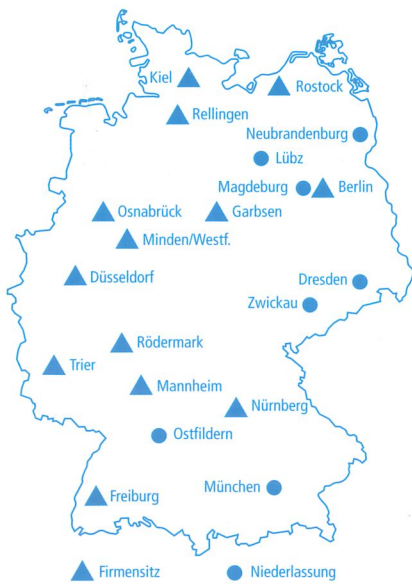 Kiel
Rostock
Rellingen
Neubrandenburg
Lübz
Magdeburg
Berlin
Osnabrück
Garbsen
Minden/Westf.
Düsseldorf
Dresden
Zwickau
Rödermark
Trier
Mannheim
Nürnberg
Ostfildern
München
Freiburg
Firmensitz
Niederlassung